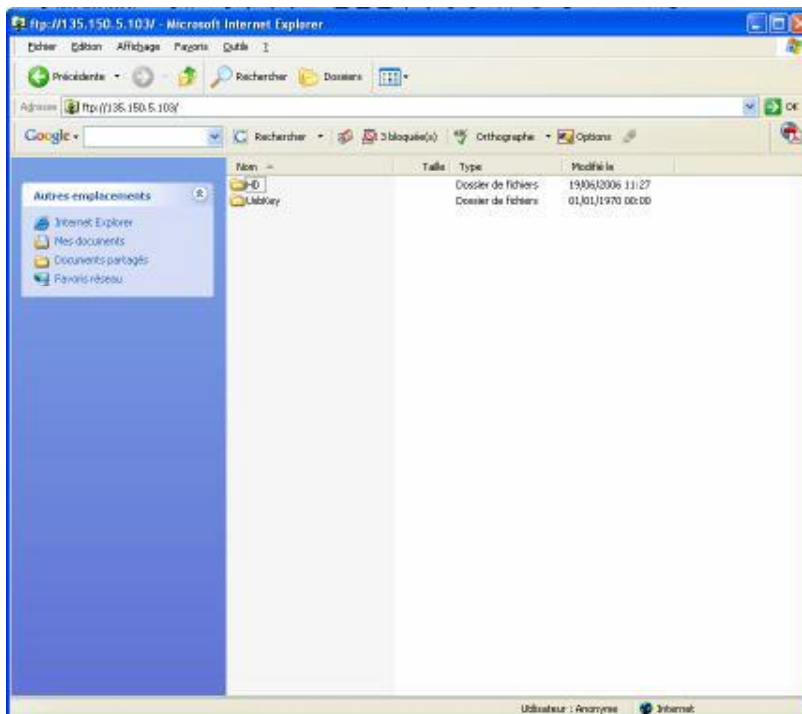 ftp://135.150.5.103/ - Microsoft Internet Explorer
Fichier Edition Affichage Favoris Outils ?
Précédente Rechercher Dossiers
Adresse ftp://135.150.5.103/ OK
Google Rechercher 3 bloquée(s) Orthographe Options
Nom Taille Type Modifié le
HD Dossier de fichiers 19/06/2006 11:27
UsbKey Dossier de fichiers 01/01/1970 00:00
Autres emplacements
Internet Explorer
Mes documents
Documents partagés
Favoris réseau
Utilisateur : Anonyme Internet